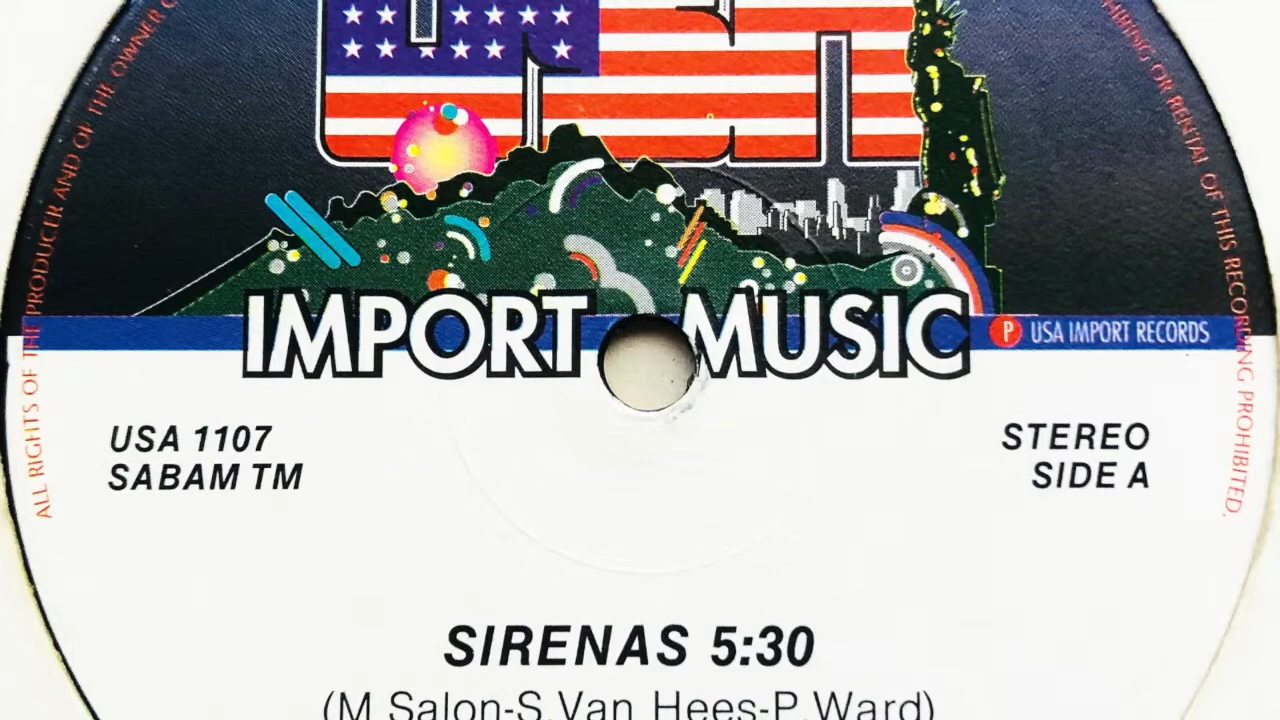 USA
IMPORT MUSIC
P USA IMPORT RECORDS
ALL RIGHTS OF THE PRODUCER AND OF THE OWNER
OR RENTAL OF THIS RECORDING PROHIBITED.
USA 1107
SABAM TM
STEREO
SIDE A
SIRENAS 5:30
(M.Salon-S.Van Hees-P.Ward)